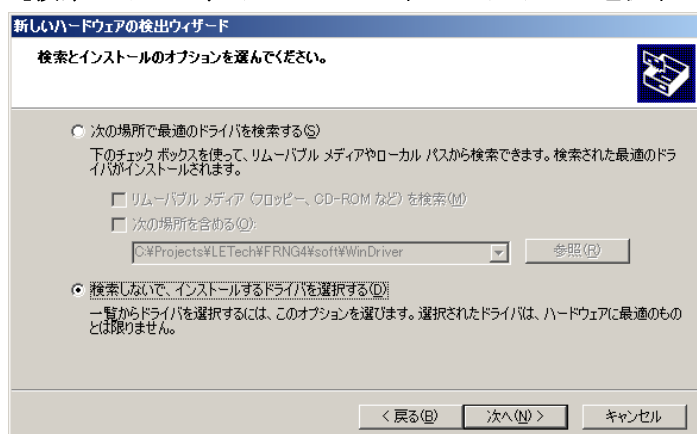 新しいハードウェアの検出ウィザード
検索とインストールのオプションを選んでください。
次の場所で最適のドライバを検索する(S)
下のチェック ボックスを使って、リムーバブル メディアやローカル パスから検索できます。検索された最適のドラ
イバがインストールされます。
リムーバブル メディア (フロッピー、CD-ROM など) を検索(M)
次の場所を含める(O):
C:¥Projects¥LETech¥FRNG4¥soft¥WinDriver
参照(R)
検索しないで、インストールするドライバを選択する(D)
一覧からドライバを選択するには、このオプションを選びます。選択されたドライバは、ハードウェアに最適のもの
とは限りません。
< 戻る(B) 次へ(N) > キャンセル